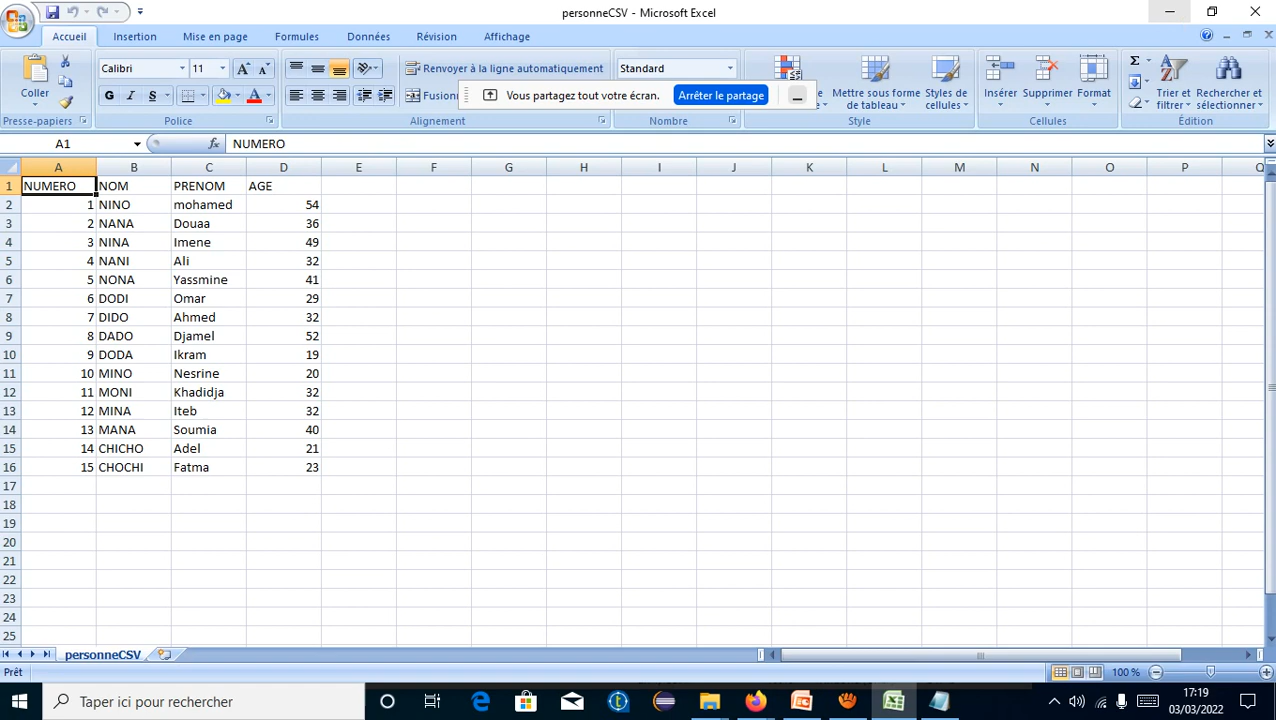 personneCSV - Microsoft Excel
Accueil Insertion Mise en page Formules Données Révision Affichage
Coller
Presse-papiers
Calibri 11
G I S
Police
Renvoyer à la ligne automatiquement
Alignement
Standard
Nombre
Vous partagez tout votre écran. Arrêter le partage
Mettre sous forme de tableau
Styles de cellules
Style
Insérer Supprimer Format
Cellules
Trier et filtrer
Rechercher et sélectionner
Édition
A1 fx NUMERO
A B C D E F G H I J K L M N O P Q
1 NUMERO NOM PRENOM AGE
2 1 NINO mohamed 54
3 2 NANA Douaa 36
4 3 NINA Imene 49
5 4 NANI Ali 32
6 5 NONA Yassmine 41
7 6 DODI Omar 29
8 7 DIDO Ahmed 32
9 8 DADO Djamel 52
10 9 DODA Ikram 19
11 10 MINO Nesrine 20
12 11 MONI Khadidja 32
13 12 MINA Iteb 32
14 13 MANA Soumia 40
15 14 CHICHO Adel 21
16 15 CHOCHI Fatma 23
17
18
19
20
21
22
23
24
25
personneCSV
Prêt 100 %
Taper ici pour rechercher
17:19
03/03/2022